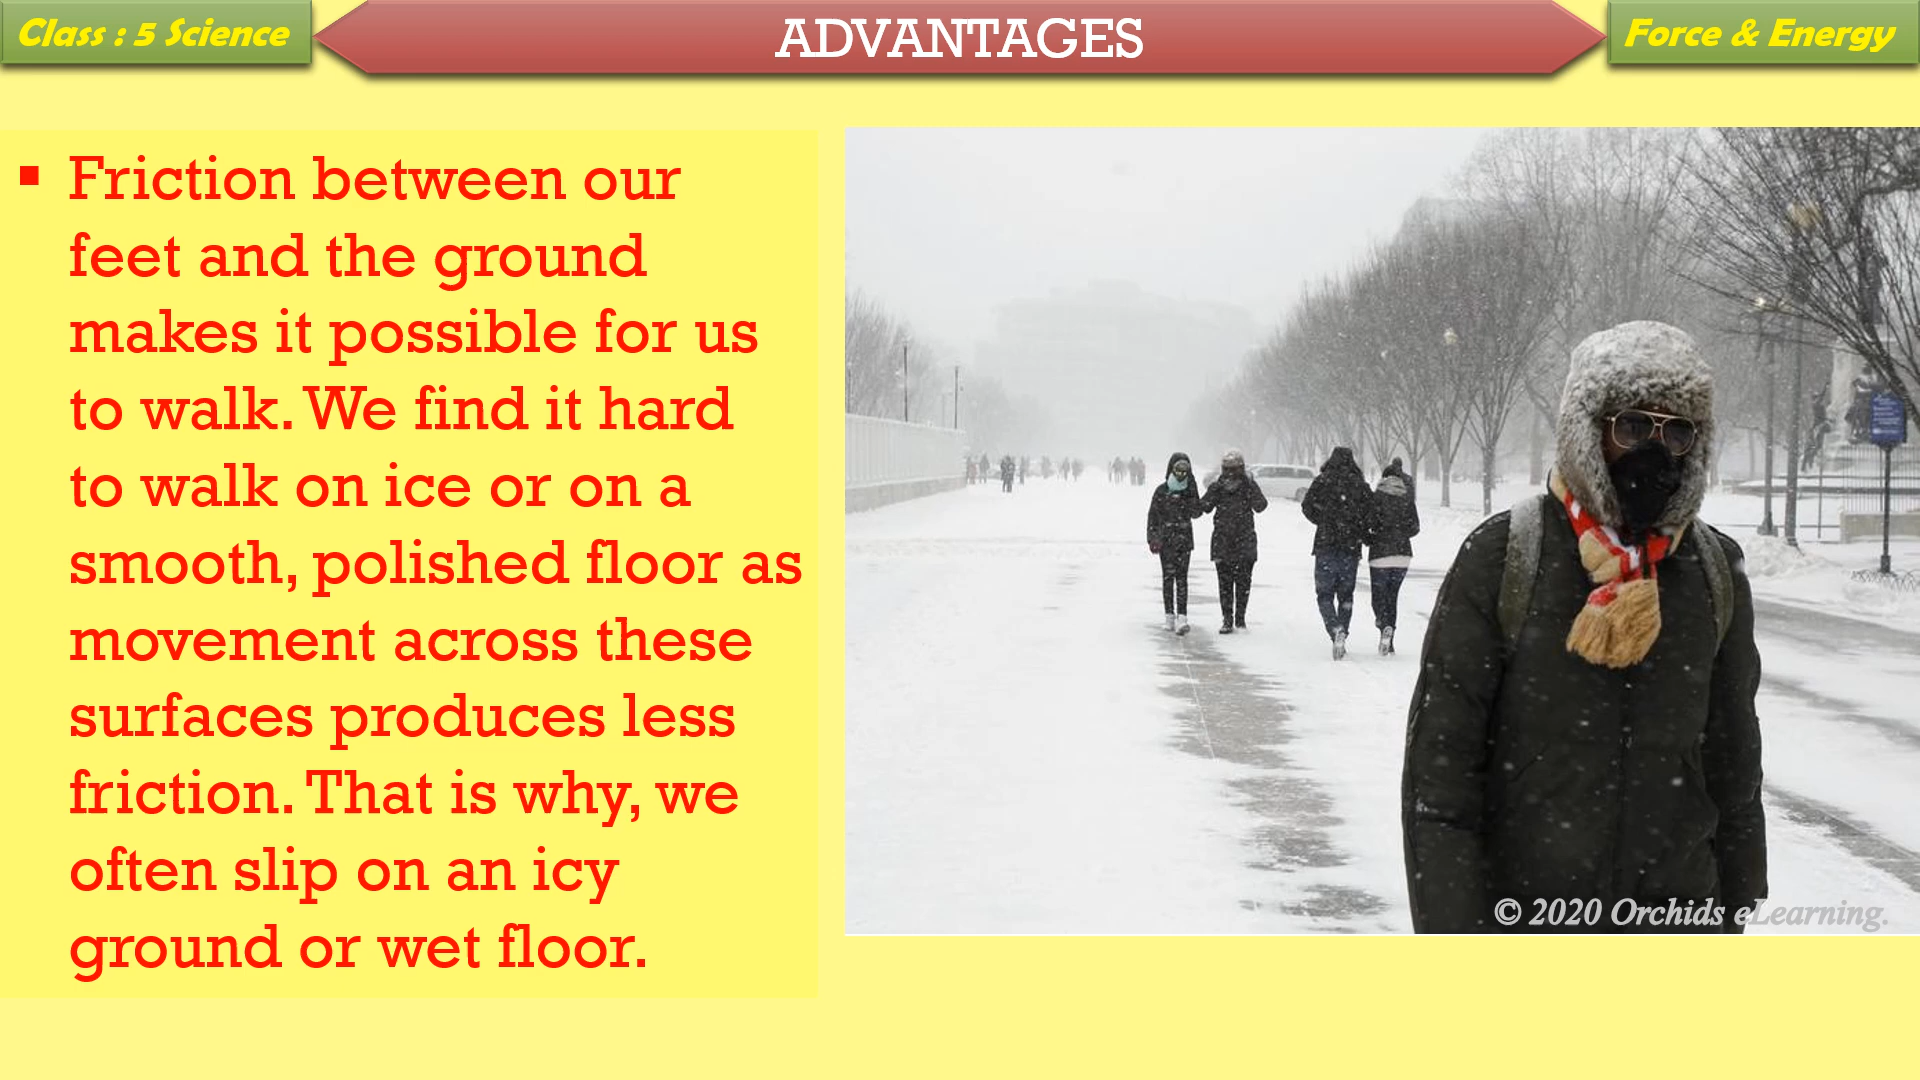 Class : 5 Science
ADVANTAGES
Force & Energy
Friction between our
feet and the ground
makes it possible for us
to walk. We find it hard
to walk on ice or on a
smooth, polished floor as
movement across these
surfaces produces less
friction. That is why, we
often slip on an icy
ground or wet floor.
© 2020 Orchids eLearning.